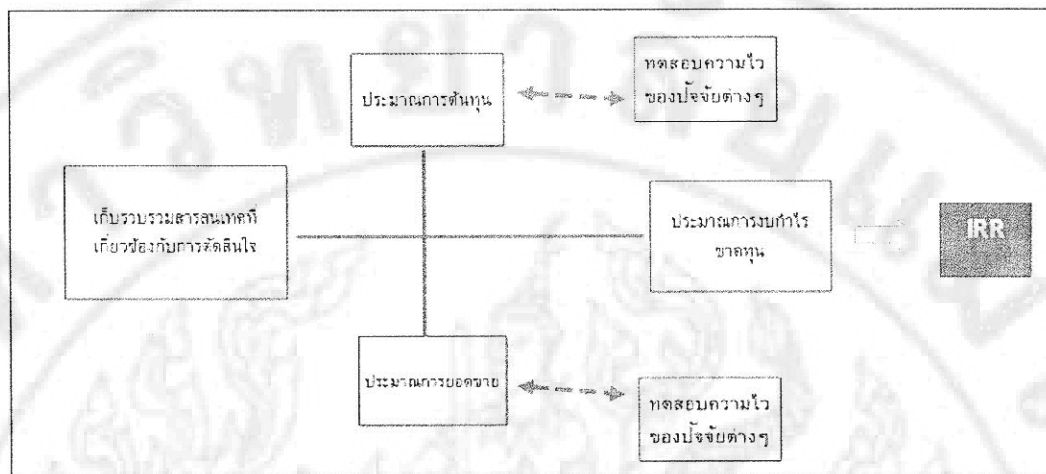 ทดสอบความไว
ของปัจจัยต่างๆ
ประมาณการต้นทุน
เก็บรวบรวมสารสนเทศที่
เกี่ยวข้องกับการตัดสินใจ
ประมาณการงบกำไร
ขาดทุน
IRR
ประมาณการยอดขาย
ทดสอบความไว
ของปัจจัยต่างๆ